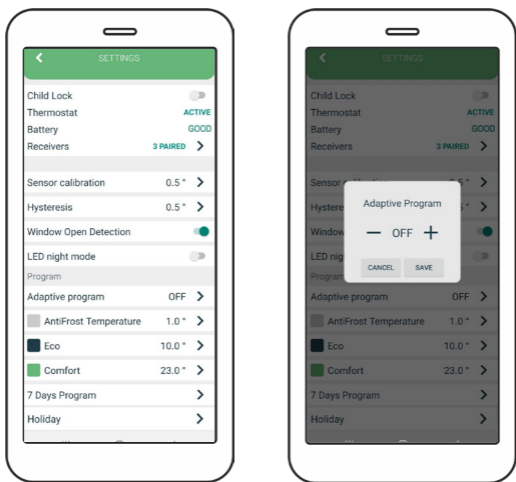 SETTINGS
Child Lock
Thermostat ACTIVE
Battery GOOD
Receivers 3 PAIRED
Sensor calibration 0.5 °
Hysteresis 0.5 °
Window Open Detection
LED night mode
Program
Adaptive program OFF
AntiFrost Temperature 1.0 °
Eco 10.0 °
Comfort 23.0 °
7 Days Program
Holiday
SETTINGS
Child Lock
Thermostat ACTIVE
Battery GOOD
Receivers 3 PAIRED
Sensor
Window
LED
Adaptive Program
— OFF +
CANCEL SAVE
Program
Adaptive program OFF
AntiFrost Temperature 1.0 °
Eco 10.0 °
Comfort 23.0 °
7 Days Program
Holiday